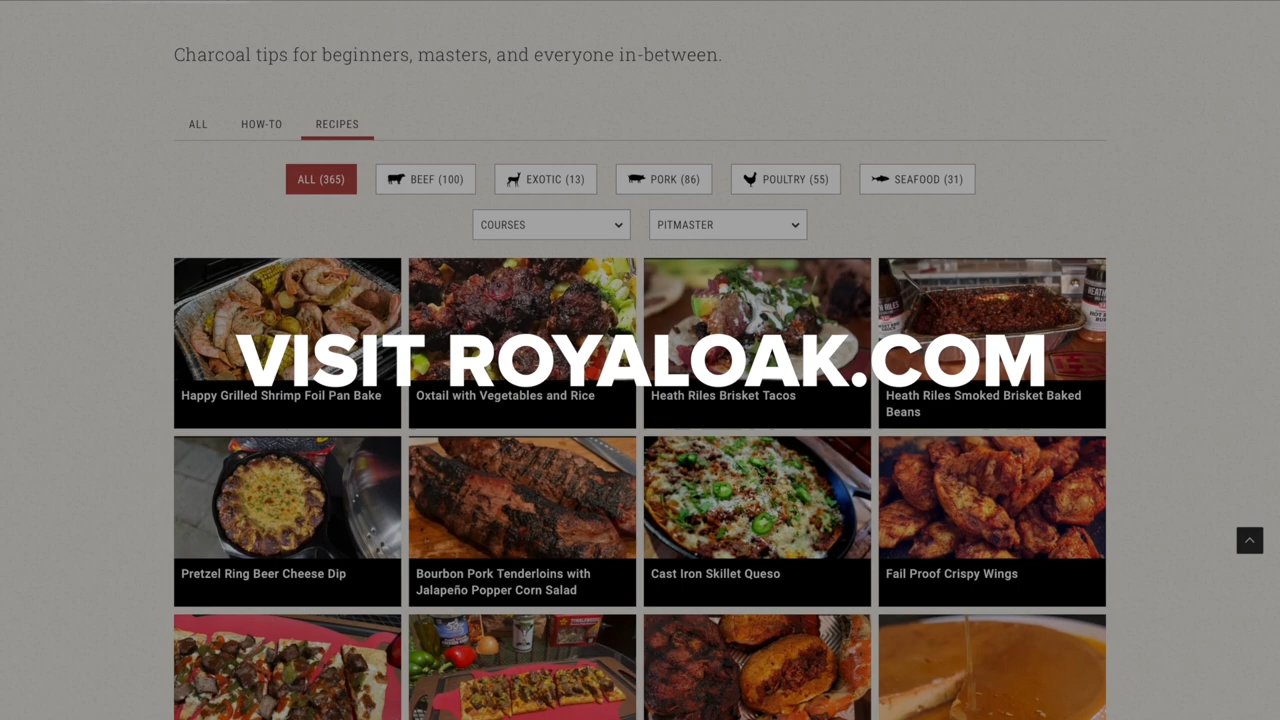 Charcoal tips for beginners, masters, and everyone in-between.
ALL HOW-TO RECIPES
ALL (365) BEEF (100) EXOTIC (13) PORK (86) POULTRY (55) SEAFOOD (31)
COURSES PITMASTER
VISIT ROYALOAK.COM
Happy Grilled Shrimp Foil Pan Bake
Oxtail with Vegetables and Rice
Heath Riles Brisket Tacos
Heath Riles Smoked Brisket Baked
Beans
Pretzel Ring Beer Cheese Dip
Bourbon Pork Tenderloins with
Jalapeño Popper Corn Salad
Cast Iron Skillet Queso
Fail Proof Crispy Wings